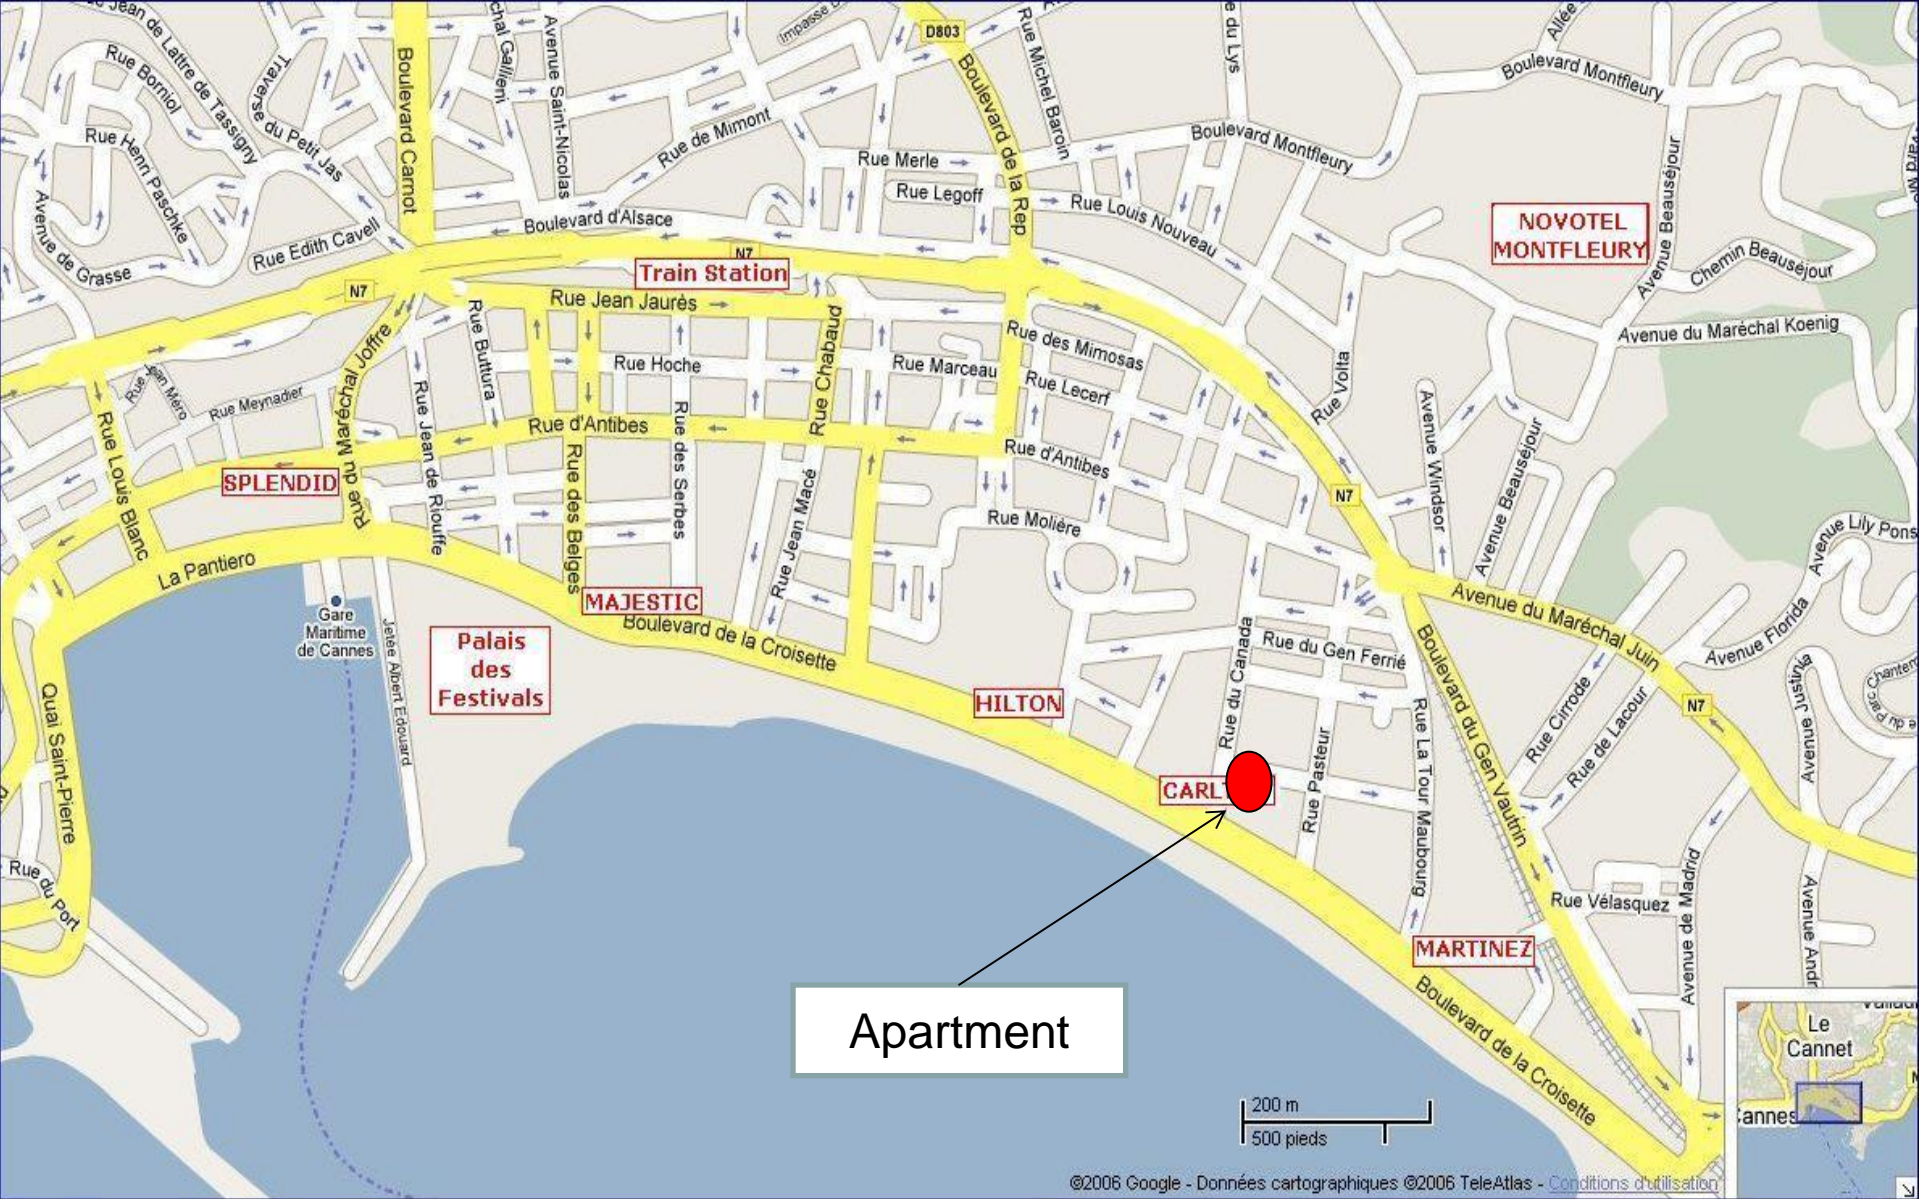 Jean de Lattre de Tassigny
Rue Borniol
Traverse du Petit Jas
Rue Henri Paschke
Avenue de Grasse
Rue Edith Cavell
Boulevard Carnot
Avenue Saint-Nicolas
Rue de Mimont
Impasse
D803
Boulevard de la Rep
Rue Michel Baroin
Boulevard Montfleury
Boulevard Montfleury
Rue Merle
Rue Legoff
Rue Louis Nouveau
Boulevard d'Alsace
N7
N7
Train Station
NOVOTEL
MONTFLEURY
Avenue Beauséjour
Chemin Beauséjour
Avenue du Maréchal Koenig
Rue Jean Jaurès
Rue Buttura
Rue Hoche
Rue Chabaud
Rue Marceau
Rue des Mimosas
Rue Lecerf
Rue Volta
Rue Jean Méro
Rue Meynadier
Rue du Maréchal Joffre
Rue Jean de Riouffe
Rue d'Antibes
Rue des Serbes
Rue d'Antibes
Rue Louis Blanc
SPLENDID
Rue des Belges
Rue Jean Macé
Rue Molière
N7
Avenue Windsor
Avenue Beauséjour
Avenue Lily Pons
La Pantiero
MAJESTIC
Boulevard de la Croisette
Gare
Maritime
de Cannes
Jetée Albert Edouard
Palais
des
Festivals
Quai Saint-Pierre
Rue du Port
HILTON
Rue du Canada
Rue du Gen Ferrié
Avenue du Maréchal Juin
Avenue Florida
Avenue Justinia
Boulevard du Gen Vautrin
Rue Cirrode
Rue de Lacour
N7
Rue Pasteur
Rue La Tour Maubourg
Rue Vélasquez
Avenue de Madrid
MARTINEZ
Boulevard de la Croisette
Apartment
200 m
500 pieds
Le
Cannet
©2006 Google - Données cartographiques ©2006 TeleAtlas - Conditions d'utilisation